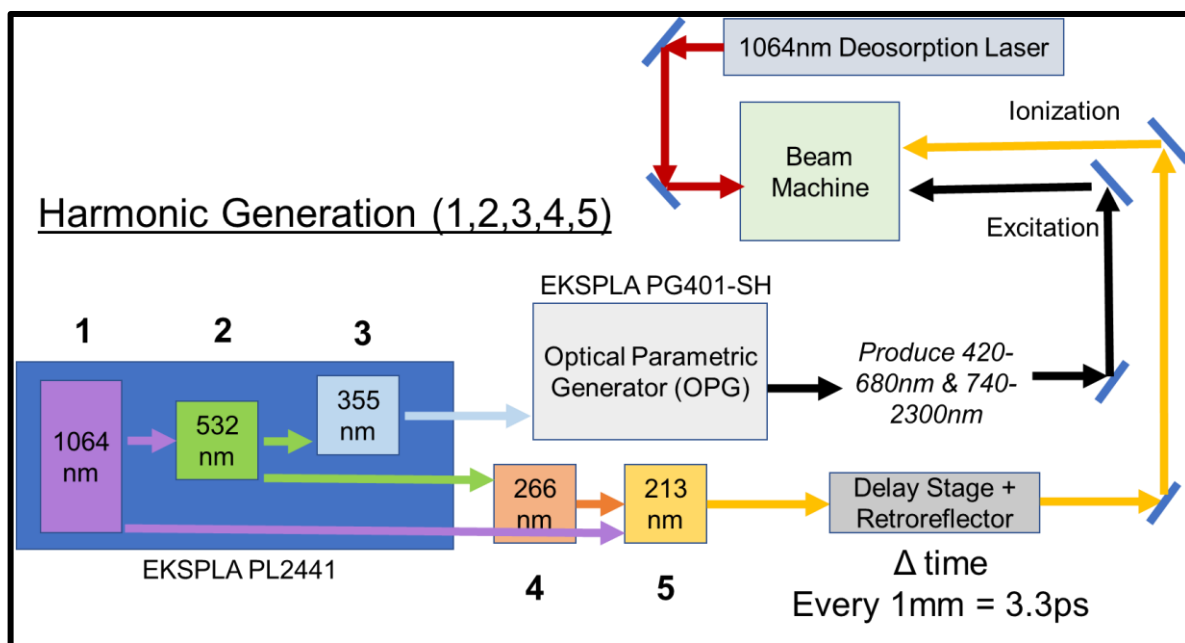 1064nm Deosorption Laser
Ionization
Beam
Machine
Harmonic Generation (1,2,3,4,5)
Excitation
EKSPLA PG401-SH
1
2
3
Optical Parametric
Generator (OPG)
Produce 420-
680nm & 740-
2300nm
1064
nm
532
nm
355
nm
266
nm
213
nm
Delay Stage +
Retroreflector
EKSPLA PL2441
4
5
Δ time
Every 1mm = 3.3ps